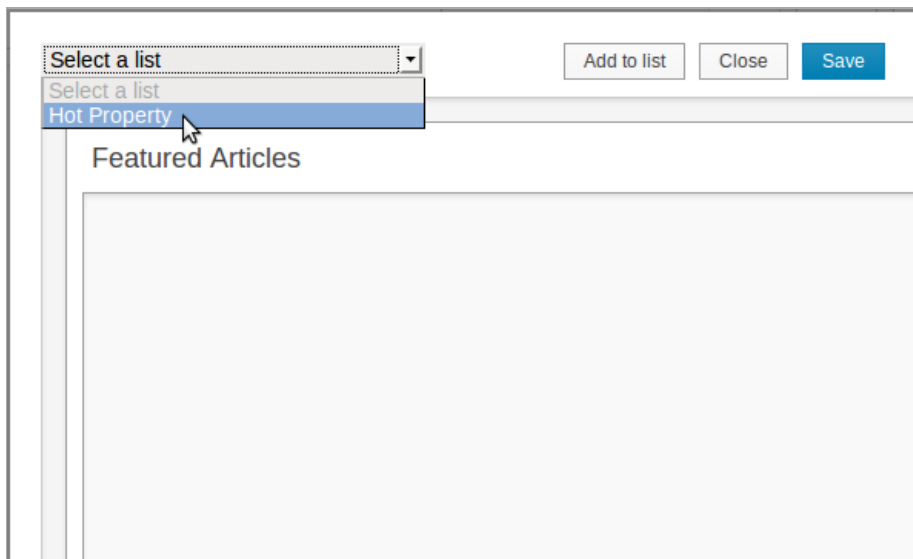 Select a list
Add to list
Close
Save
Select a list
Hot Property
Featured Articles